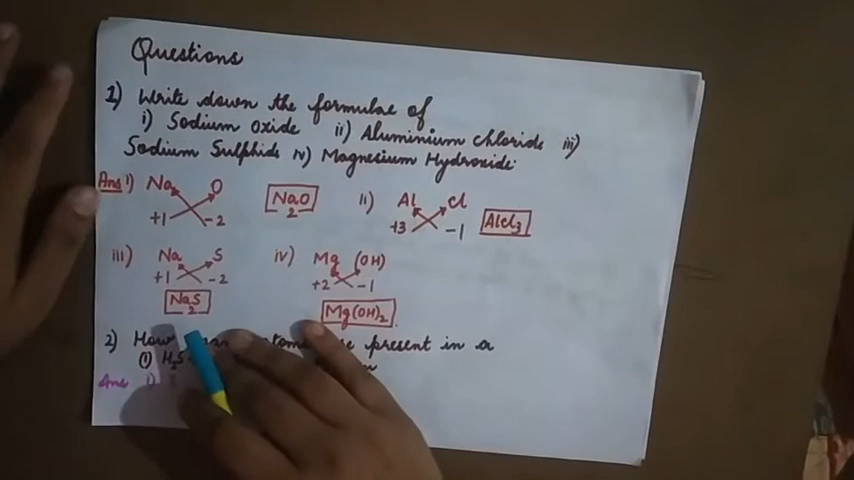 Questions
1) Write down the formulae of
i) Sodium Oxide ii) Aluminium Chloride iii)
Sodium Sulphide iv) Magnesium Hydroxide.
Ans i) Na O Na2O ii) Al Cl AlCl3
+1 -2 +3 -1
iii) Na S iv) Mg (OH)
+1 -2 +2 -1
Na2S Mg(OH)2
2) How present in a
(i) H2S
Ans i)